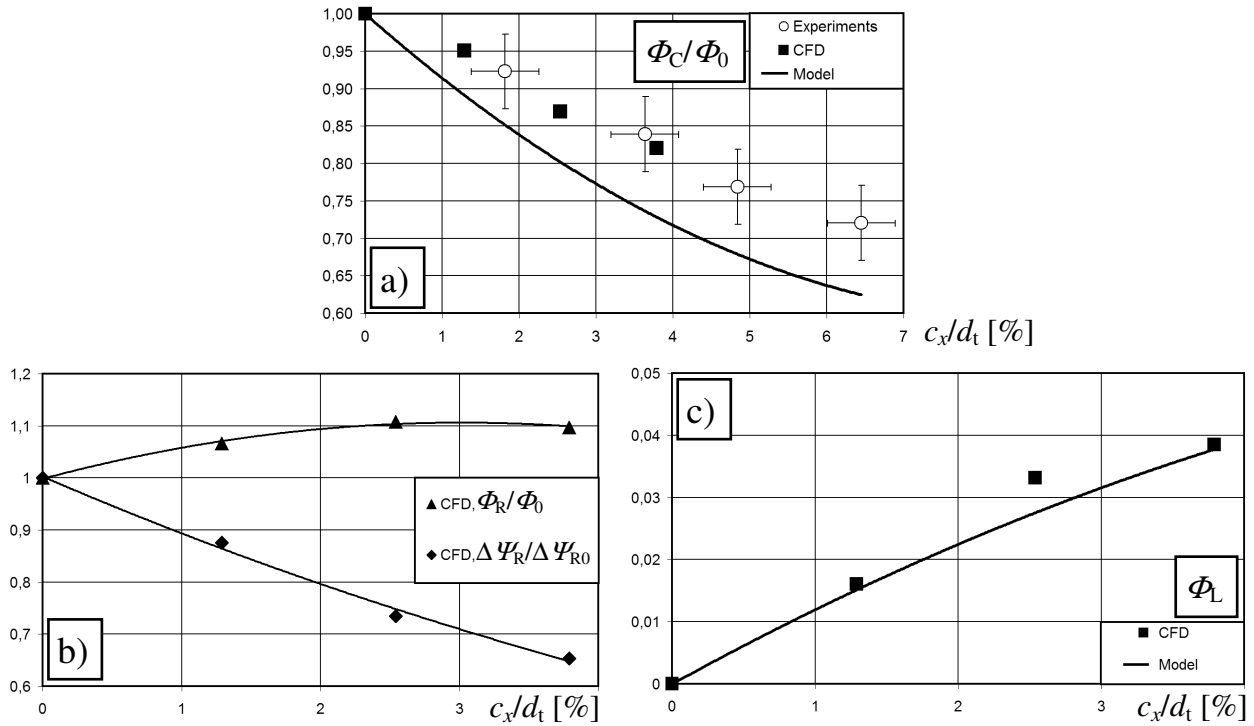 1,00
0,95
0,90
0,85
0,80
0,75
0,70
0,65
0,60
Φ_C/Φ_0
Experiments
CFD
Model
a)
0 1 2 3 4 5 6 7 c_x/d_t [%]
1,2
1,1
1
0,9
0,8
0,7
0,6
CFD, Φ_R/Φ_0
CFD, ΔΨ_R/ΔΨ_R0
b)
0 1 2 3 c_x/d_t [%]
0,05
0,04
0,03
0,02
0,01
0
c)
Φ_L
CFD
Model
0 1 2 3 c_x/d_t [%]